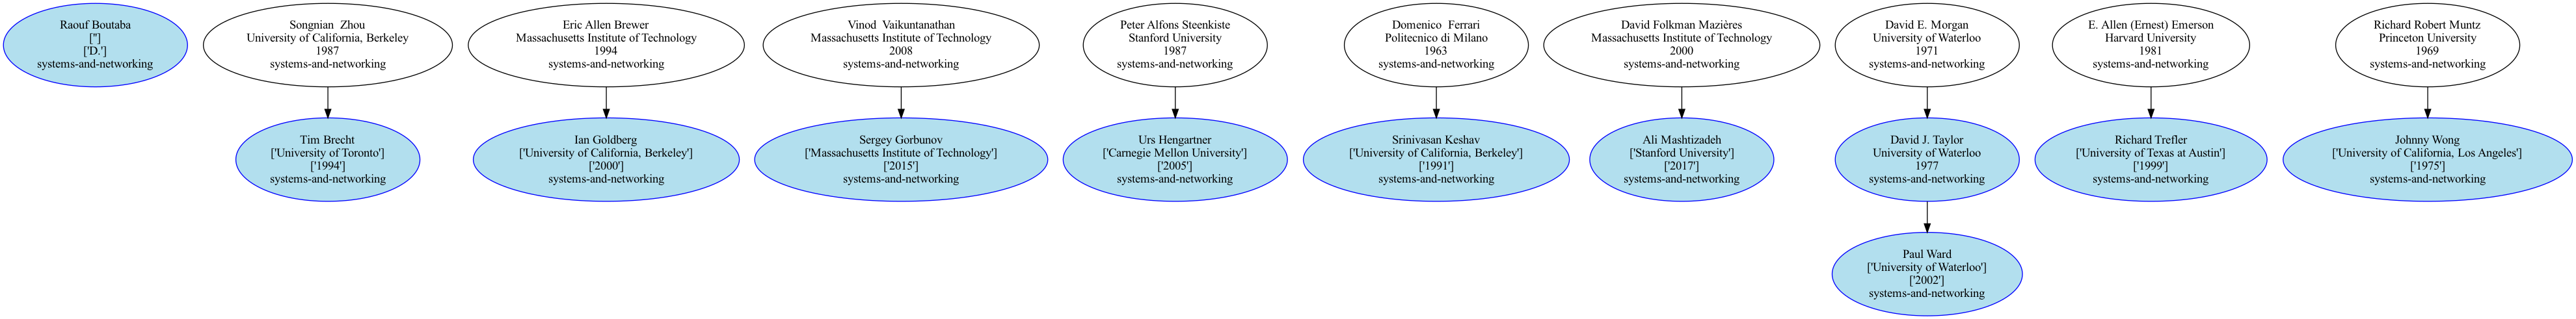 Raouf Boutaba
['']
['D.']
systems-and-networking
Songnian  Zhou
University of California, Berkeley
1987
systems-and-networking
Eric Allen Brewer
Massachusetts Institute of Technology
1994
systems-and-networking
Vinod  Vaikuntanathan
Massachusetts Institute of Technology
2008
systems-and-networking
Peter Alfons Steenkiste
Stanford University
1987
systems-and-networking
Domenico  Ferrari
Politecnico di Milano
1963
systems-and-networking
David Folkman Mazières
Massachusetts Institute of Technology
2000
systems-and-networking
David E. Morgan
University of Waterloo
1971
systems-and-networking
E. Allen (Ernest) Emerson
Harvard University
1981
systems-and-networking
Richard Robert Muntz
Princeton University
1969
systems-and-networking
Tim Brecht
['University of Toronto']
['1994']
systems-and-networking
Ian Goldberg
['University of California, Berkeley']
['2000']
systems-and-networking
Sergey Gorbunov
['Massachusetts Institute of Technology']
['2015']
systems-and-networking
Urs Hengartner
['Carnegie Mellon University']
['2005']
systems-and-networking
Srinivasan Keshav
['University of California, Berkeley']
['1991']
systems-and-networking
Ali Mashtizadeh
['Stanford University']
['2017']
systems-and-networking
David J. Taylor
University of Waterloo
1977
systems-and-networking
Richard Trefler
['University of Texas at Austin']
['1999']
systems-and-networking
Johnny Wong
['University of California, Los Angeles']
['1975']
systems-and-networking
Paul Ward
['University of Waterloo']
['2002']
systems-and-networking